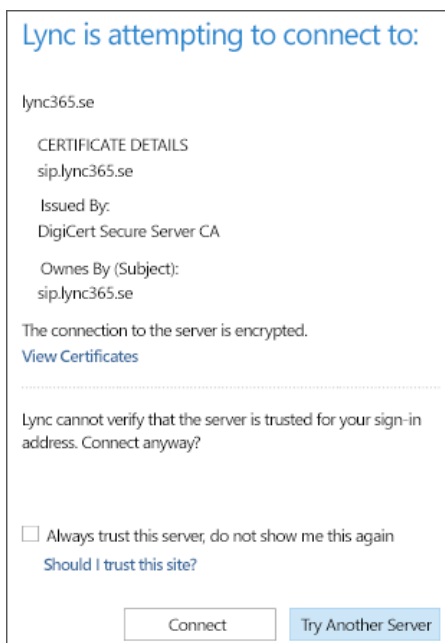 Lync is attempting to connect to:
lync365.se
CERTIFICATE DETAILS
sip.lync365.se
Issued By:
DigiCert Secure Server CA
Ownes By (Subject):
sip.lync365.se
The connection to the server is encrypted.
View Certificates
Lync cannot verify that the server is trusted for your sign-in
address. Connect anyway?
Always trust this server, do not show me this again
Should I trust this site?
Connect
Try Another Server